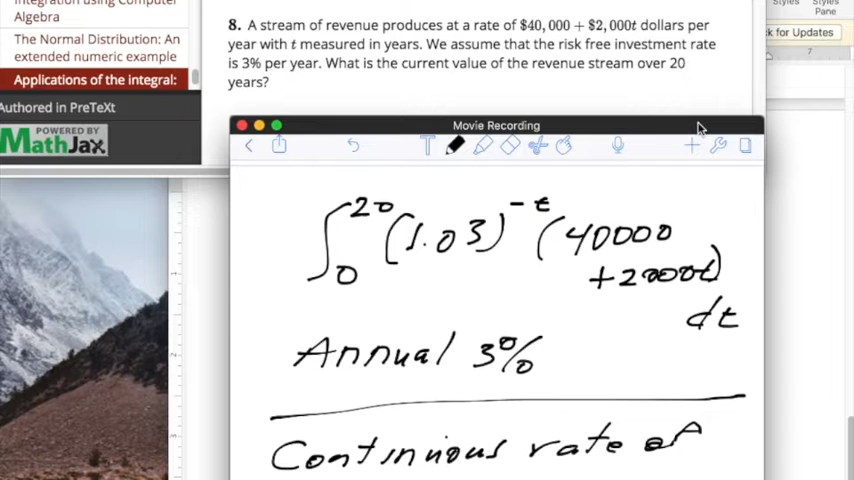 Integration using Computer
Algebra
The Normal Distribution: An
extended numeric example
Applications of the integral:
Authored in PreTeXt
POWERED BY
MathJax
8. A stream of revenue produces at a rate of $40,000 + $2,000t dollars per
year with t measured in years. We assume that the risk free investment rate
is 3% per year. What is the current value of the revenue stream over 20
years?
Styles
Styles
Pane
k for Updates
7
Movie Recording
∫₀²⁰ (1.03)^-t (40000
+2000t)
dt
Annual 3%
Continuous rate of